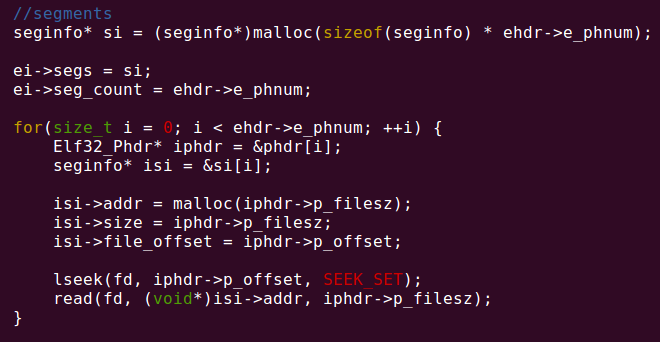 //segments
seginfo* si = (seginfo*)malloc(sizeof(seginfo) * ehdr->e_phnum);
ei->segs = si;
ei->seg_count = ehdr->e_phnum;
for(size_t i = 0; i < ehdr->e_phnum; ++i) {
    Elf32_Phdr* iphdr = &phdr[i];
    seginfo* isi = &si[i];
    isi->addr = malloc(iphdr->p_filesz);
    isi->size = iphdr->p_filesz;
    isi->file_offset = iphdr->p_offset;
    lseek(fd, iphdr->p_offset, SEEK_SET);
    read(fd, (void*)isi->addr, iphdr->p_filesz);
}